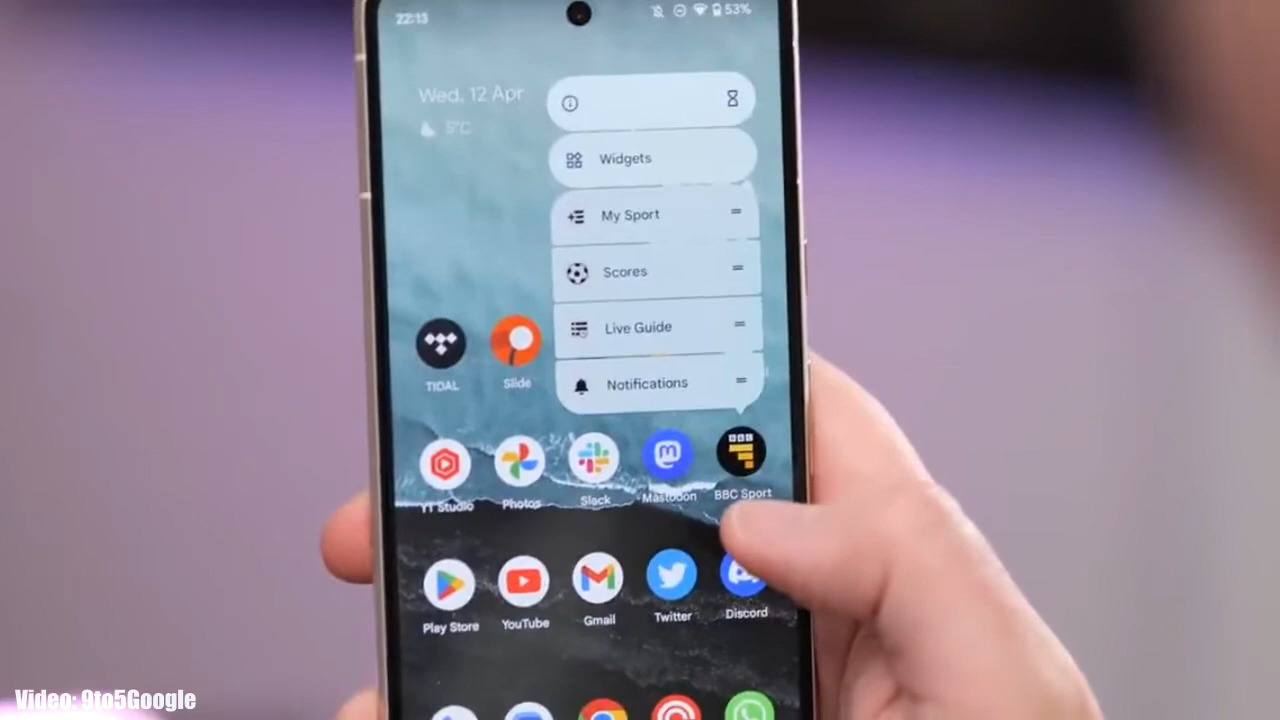 22:13
53%
Wed, 12 Apr
5°C
Widgets
My Sport
Scores
Live Guide
Notifications
TIDAL
Slide
BBC
YT Studio
Photos
Slack
Mastodon
BBC Sport
Play Store
YouTube
Gmail
Twitter
Discord
Video: 9to5Google